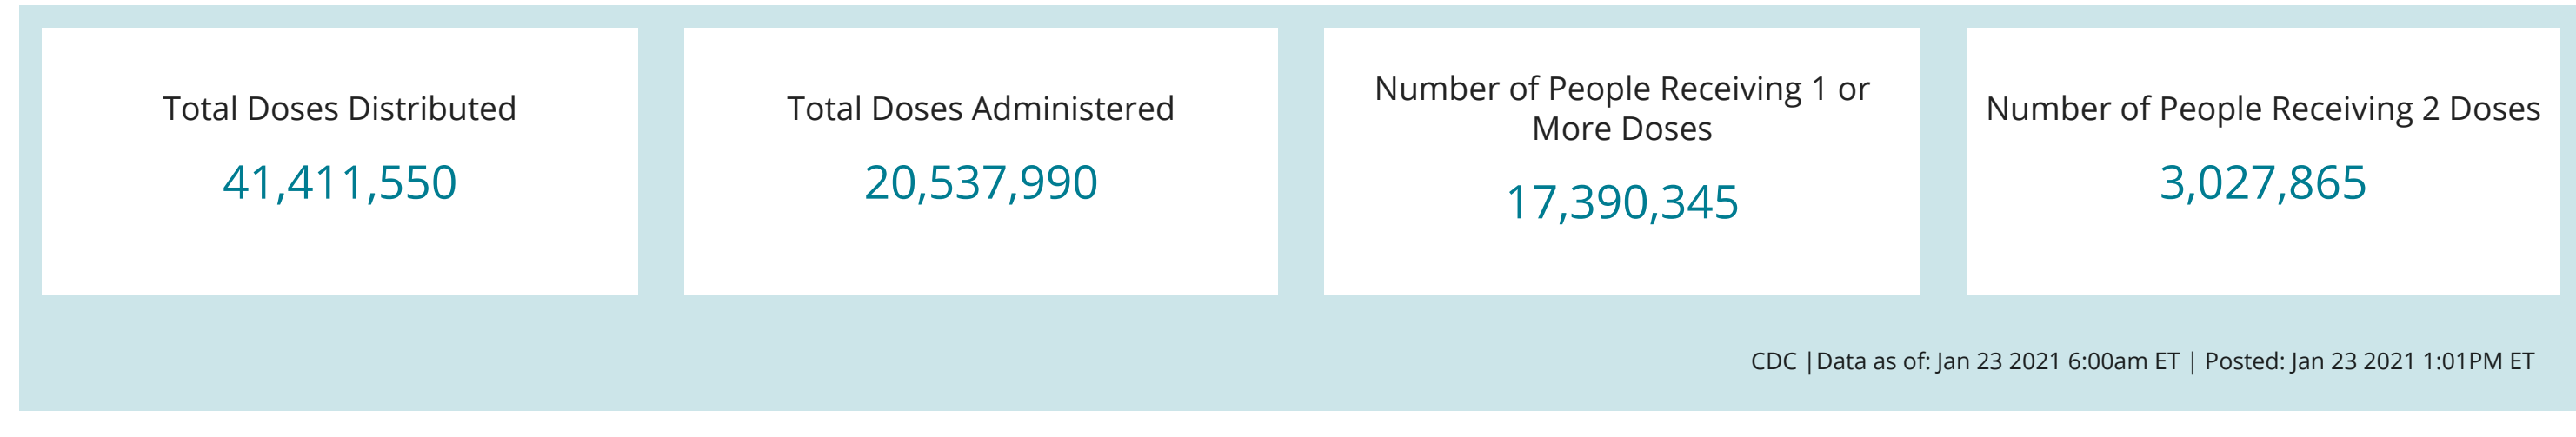 Total Doses Distributed
41,411,550
Total Doses Administered
20,537,990
Number of People Receiving 1 or
More Doses
17,390,345
Number of People Receiving 2 Doses
3,027,865
CDC |Data as of: Jan 23 2021 6:00am ET | Posted: Jan 23 2021 1:01PM ET